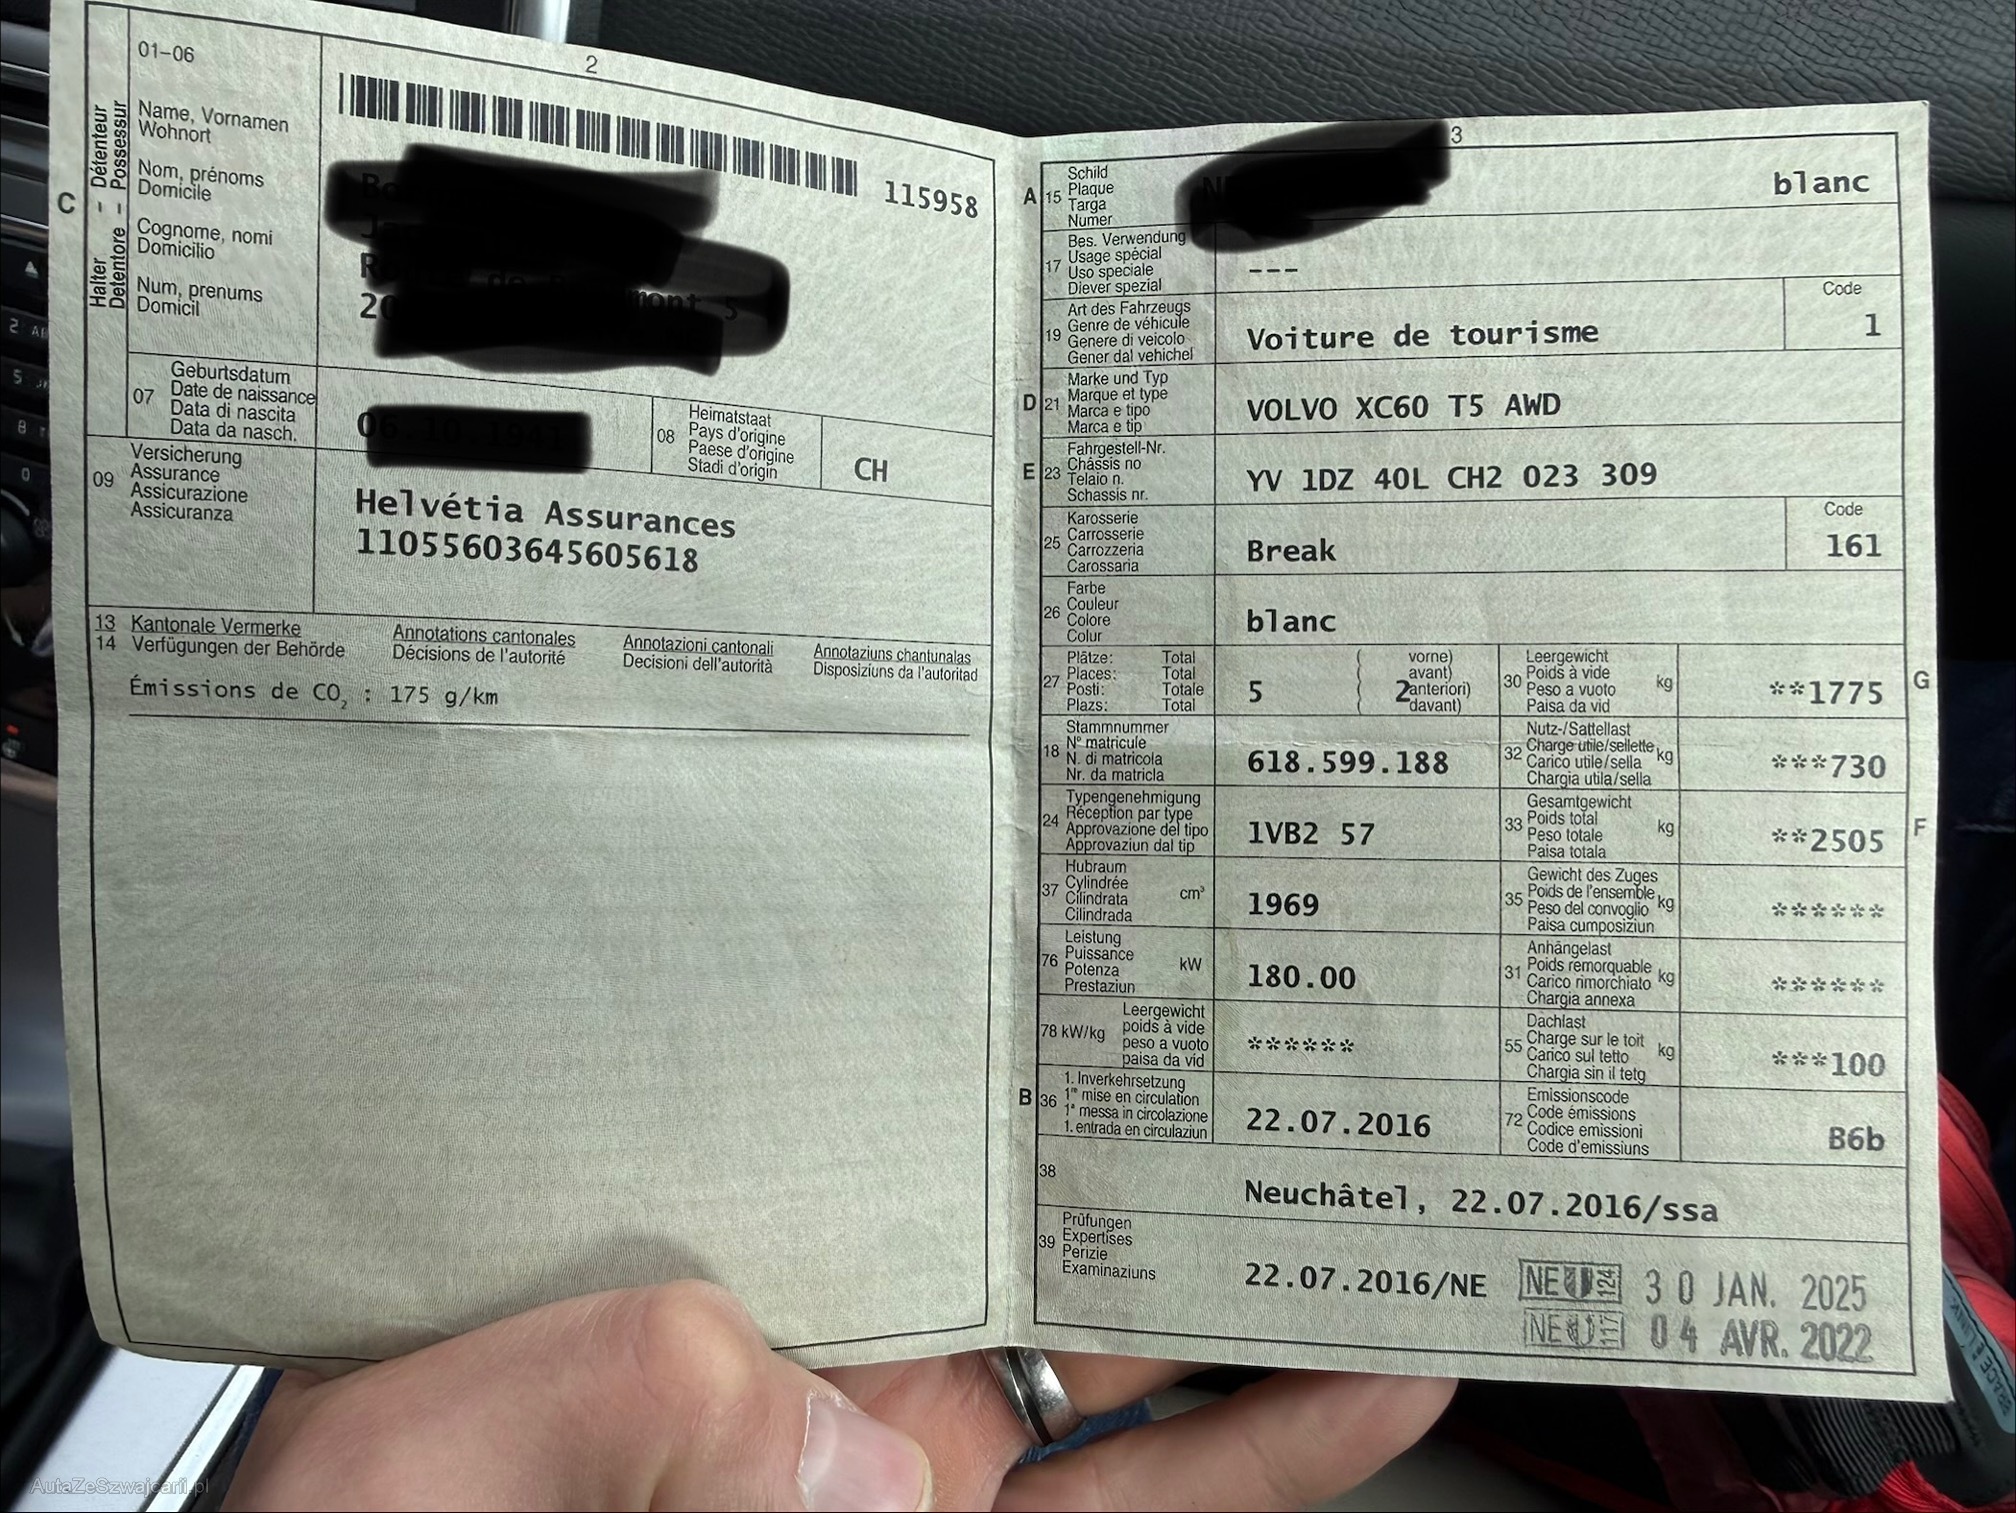 2
01-06
C
Halter - Détenteur
Detentore - Possessur
Name, Vornamen
Wohnort
Nom, prénoms
Domicile
Cognome, nomi
Domicilio
Num, prenums
Domicil
115958
07
Geburtsdatum
Date de naissance
Data di nascita
Data da nasch.
08
Heimatstaat
Pays d'origine
Paese d'origine
Stadi d'origin
CH
09
Versicherung
Assurance
Assicurazione
Assicuranza
Helvétia Assurances
11055603645605618
13 Kantonale Vermerke Annotations cantonales Annotazioni cantonali Annotaziuns chantunalas
14 Verfügungen der Behörde Décisions de l'autorité Decisioni dell'autorità Disposiziuns da l'autoritad
Émissions de CO₂ : 175 g/km
3
A 15
Schild
Plaque
Targa
Numer
blanc
17
Bes. Verwendung
Usage spécial
Uso speciale
Diever spezial
---
19
Art des Fahrzeugs
Genre de véhicule
Genere di veicolo
Gener dal vehichel
Voiture de tourisme
Code
1
D 21
Marke und Typ
Marque et type
Marca e tipo
Marca e tip
VOLVO XC60 T5 AWD
E 23
Fahrgestell-Nr.
Châssis no
Telaio n.
Schassis nr.
YV 1DZ 40L CH2 023 309
25
Karosserie
Carrosserie
Carrozzeria
Carossaria
Break
Code
161
26
Farbe
Couleur
Colore
Colur
blanc
27
Plätze: Total
Places: Total
Posti: Totale
Plazs: Total
5
( vorne)
avant)
( 2 anteriori)
davant)
30
Leergewicht
Poids à vide
Peso a vuoto
Paisa da vid
kg
**1775
G
18
Stammnummer
N° matricule
N. di matricola
Nr. da matricla
618.599.188
32
Nutz-/Sattellast
Charge utile/sellette
Carico utile/sella
Chargia utila/sella
kg
***730
24
Typengenehmigung
Réception par type
Approvazione del tipo
Approvaziun dal tip
1VB2 57
33
Gesamtgewicht
Poids total
Peso totale
Paisa totala
kg
**2505
F
37
Hubraum
Cylindrée
Cilindrata
Cilindrada
cm³
1969
35
Gewicht des Zuges
Poids de l'ensemble
Peso del convoglio
Paisa cumposiziun
kg
******
76
Leistung
Puissance
Potenza
Prestaziun
kW
180.00
31
Anhängelast
Poids remorquable
Carico rimorchiato
Chargia annexa
kg
******
78 kW/kg
Leergewicht
poids à vide
peso a vuoto
paisa da vid
******
55
Dachlast
Charge sur le toit
Carico sul tetto
Chargia sin il tetg
kg
***100
B 36
1. Inverkehrsetzung
1re mise en circulation
1a messa in circolazione
1. entrada en circulaziun
22.07.2016
72
Emissionscode
Code émissions
Codice emissioni
Code d'emissiuns
B6b
38
Neuchâtel, 22.07.2016/ssa
39
Prüfungen
Expertises
Perizie
Examinaziuns
22.07.2016/NE
NE 124 30 JAN. 2025
NE 117 04 AVR. 2022
AutaZeSzwajcarii.pl